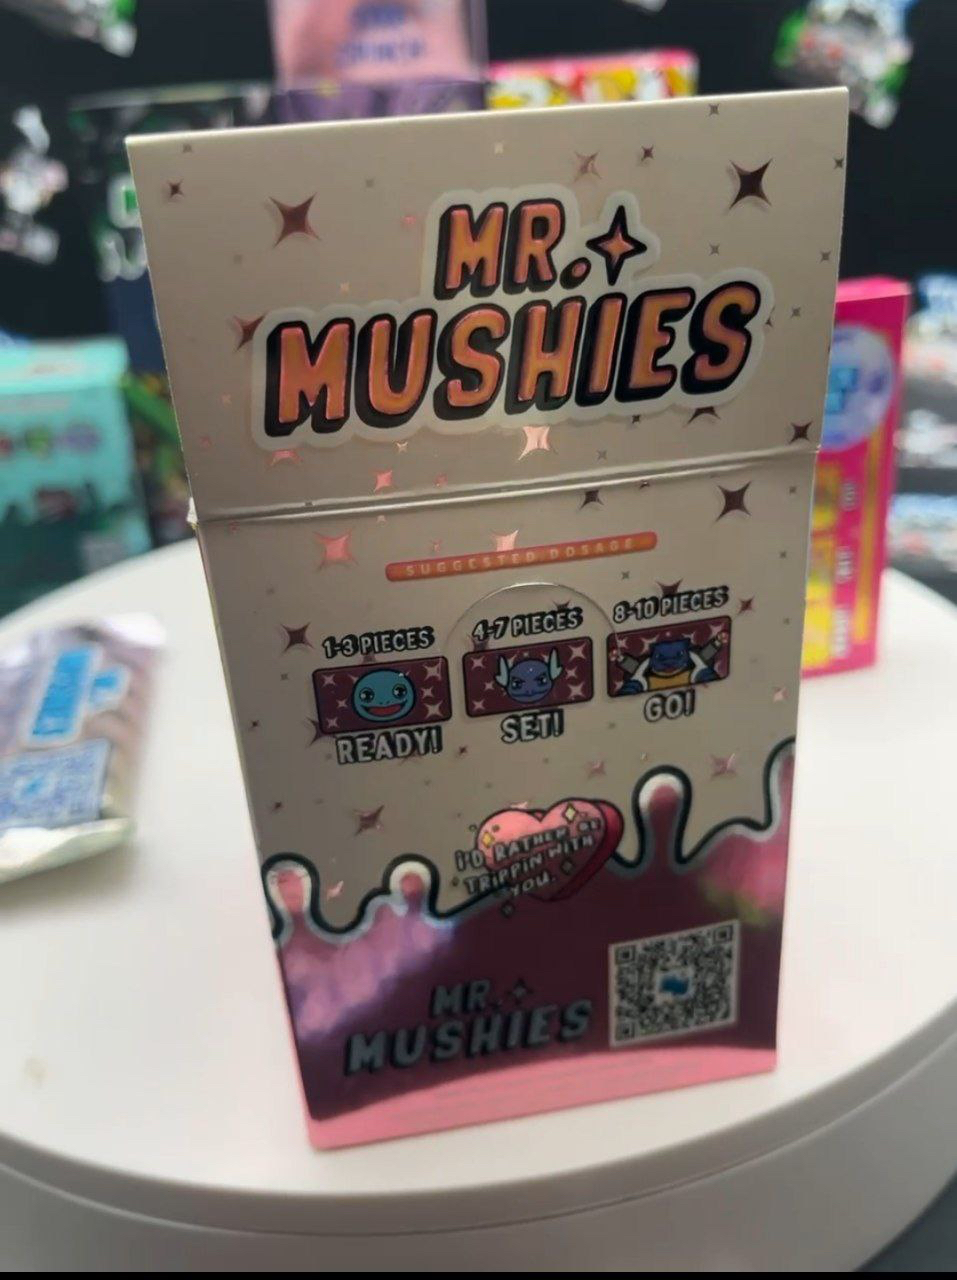 MR.
MUSHIES
SUGGESTED DOSAGE
1-3 PIECES
4-7 PIECES
8-10 PIECES
READY!
SET!
GO!
I'D RATHER BE
TRIPPIN WITH
YOU.
MR.
MUSHIES